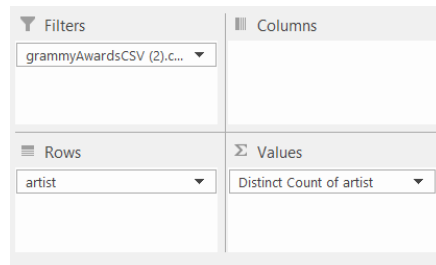 Filters
Columns
grammyAwardsCSV (2).c...
Rows
Σ Values
artist
Distinct Count of artist